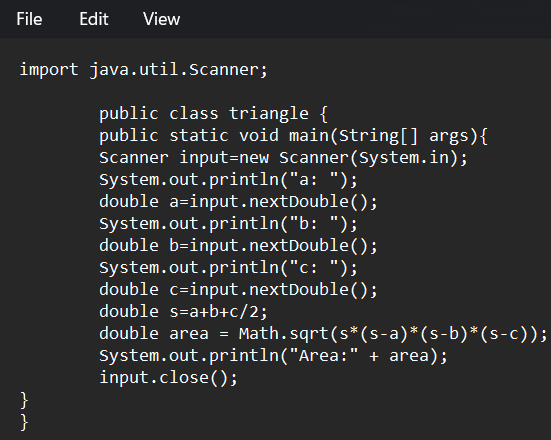 File Edit View
import java.util.Scanner;
public class triangle {
public static void main(String[] args){
Scanner input=new Scanner(System.in);
System.out.println("a: ");
double a=input.nextDouble();
System.out.println("b: ");
double b=input.nextDouble();
System.out.println("c: ");
double c=input.nextDouble();
double s=a+b+c/2;
double area = Math.sqrt(s*(s-a)*(s-b)*(s-c));
System.out.println("Area:" + area);
input.close();
}
}